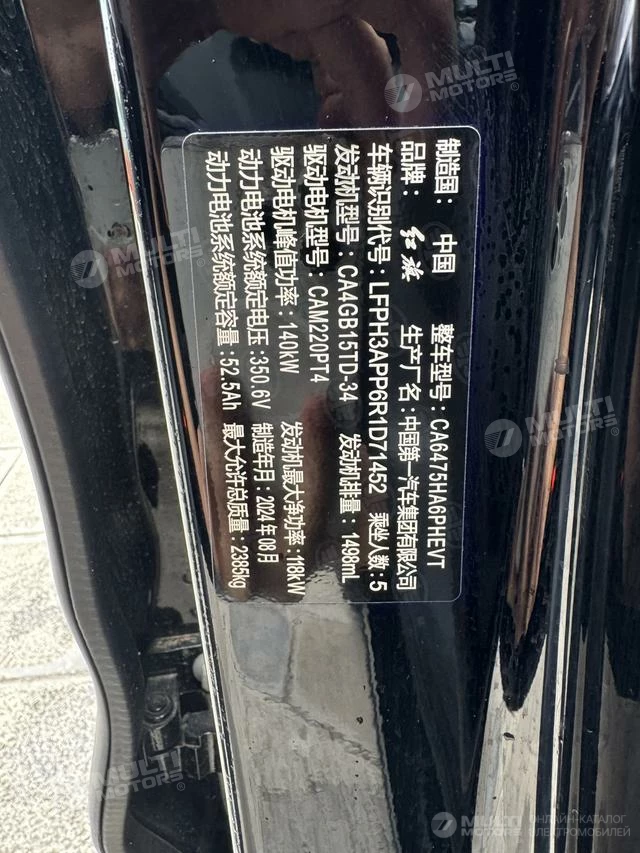 制造国：中国 整车型号：CA6475HA6PHEVT
品牌：红旗 生产厂名：中国第一汽车集团有限公司
车辆识别代号：LFPH3APP6R1D71452 乘坐人数：5
发动机型号：CA4GB15TD-34 发动机排量：1498mL
驱动电机型号：CAM220PT4
驱动电机峰值功率：140kW 发动机最大净功率：118kW
动力电池系统额定电压：350.6V 制造年月：2024年08月
动力电池系统额定容量：52.5Ah 最大允许总质量：2385kg
MULTI MOTORS®
MULTI MOTORS®
MULTI MOTORS®
MULTI MOTORS®
MULTI MOTORS® ОНЛАЙН-КАТАЛОГ ЭЛЕКТРОМОБИЛЕЙ